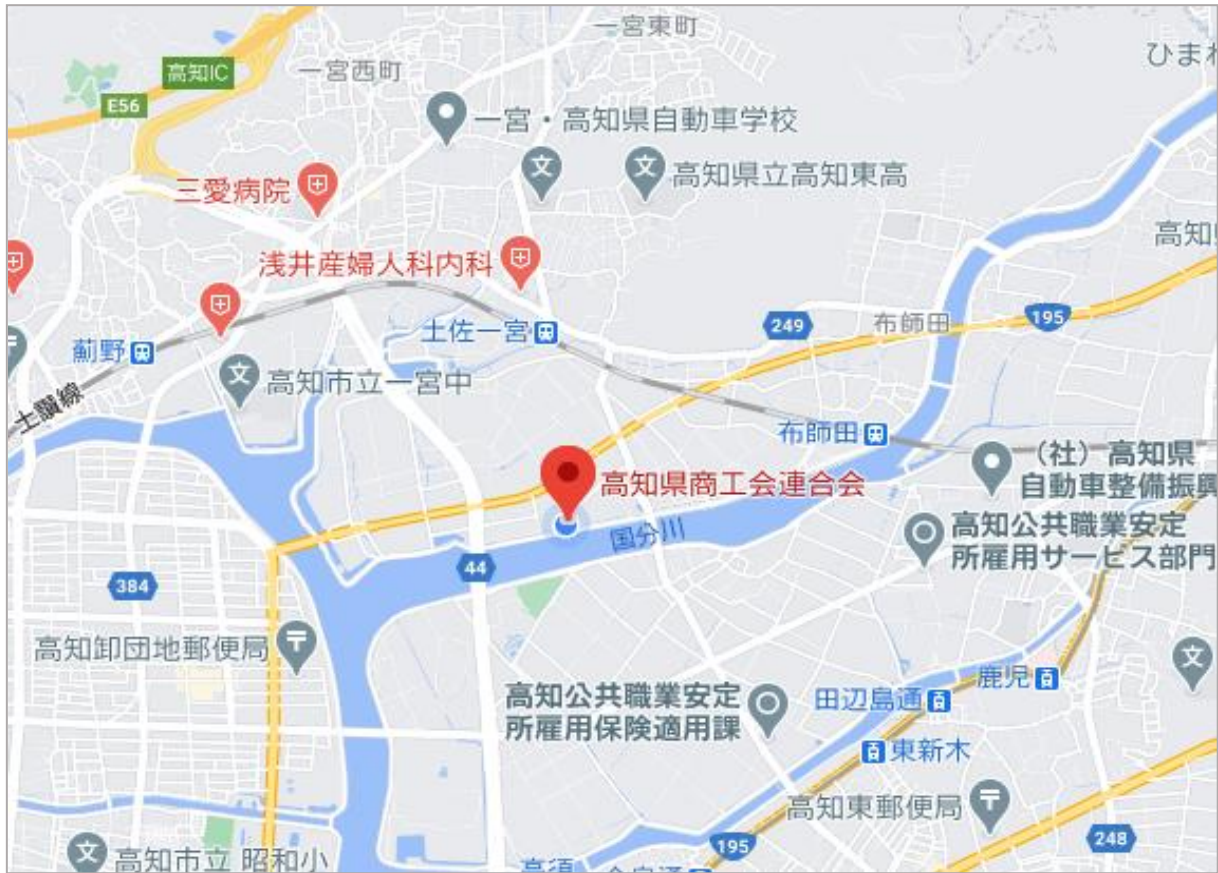 一宮東町
ひまわ
高知IC
一宮西町
E56
一宮・高知県自動車学校
文
文
高知県立高知東高
三愛病院
高知
浅井産婦人科内科
249
布師田
195
薊野
土佐一宮
文
高知市立一宮中
土讃線
布師田
高知県商工会連合会
(社)高知県
自動車整備振興
国分川
高知公共職業安定
所雇用サービス部門
44
384
高知卸団地郵便局
文
高知公共職業安定
所雇用保険適用課
鹿児
田辺島通
東新木
高知東郵便局
195
248
文
高知市立 昭和小